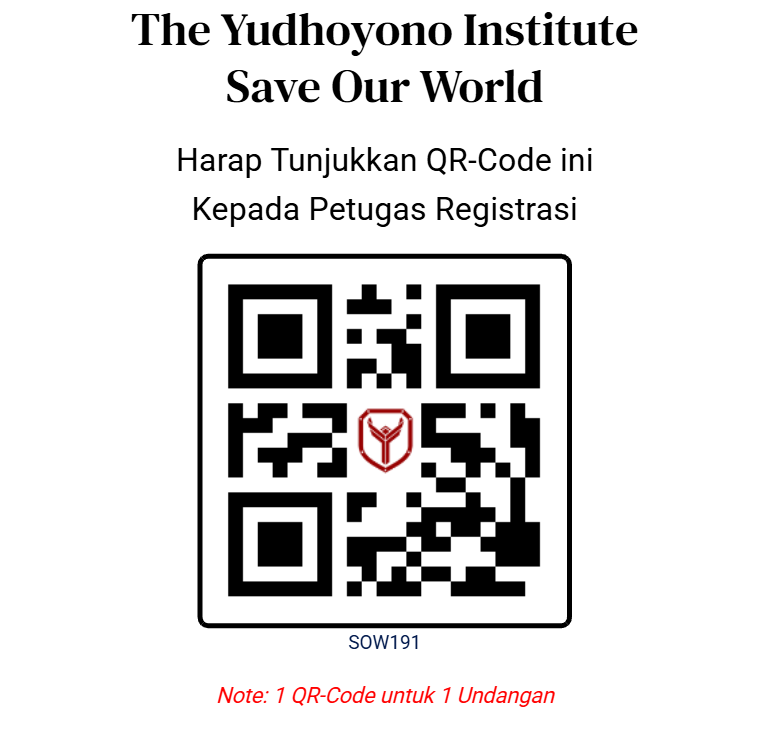 The Yudhoyono Institute
Save Our World
Harap Tunjukkan QR-Code ini
Kepada Petugas Registrasi
SOW191
Note: 1 QR-Code untuk 1 Undangan